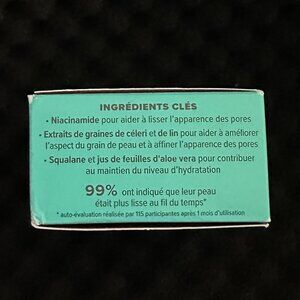 INGRÉDIENTS CLÉS
• Niacinamide pour aider à lisser l'apparence des pores
• Extraits de graines de céleri et de lin pour aider à améliorer
l'aspect du grain de peau et à affiner l'apparence des pores
• Squalane et jus de feuilles d'aloe vera pour contribuer
au maintien du niveau d'hydratation
99% ont indiqué que leur peau
était plus lisse au fil du temps*
* auto-évaluation réalisée par 115 participantes après 1 mois d'utilisation